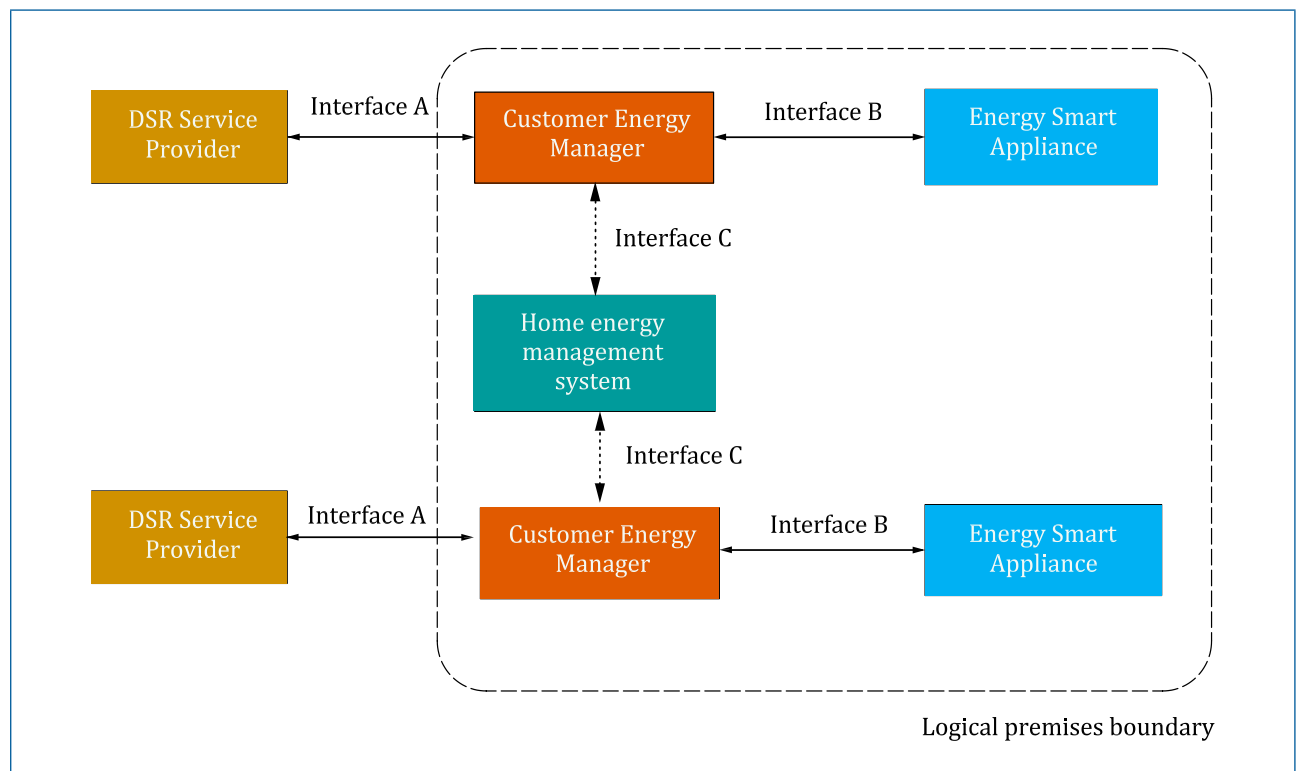 DSR Service
Provider
Interface A
Customer Energy
Manager
Interface B
Energy Smart
Appliance
Interface C
Home energy
management
system
Interface C
DSR Service
Provider
Interface A
Customer Energy
Manager
Interface B
Energy Smart
Appliance
Logical premises boundary